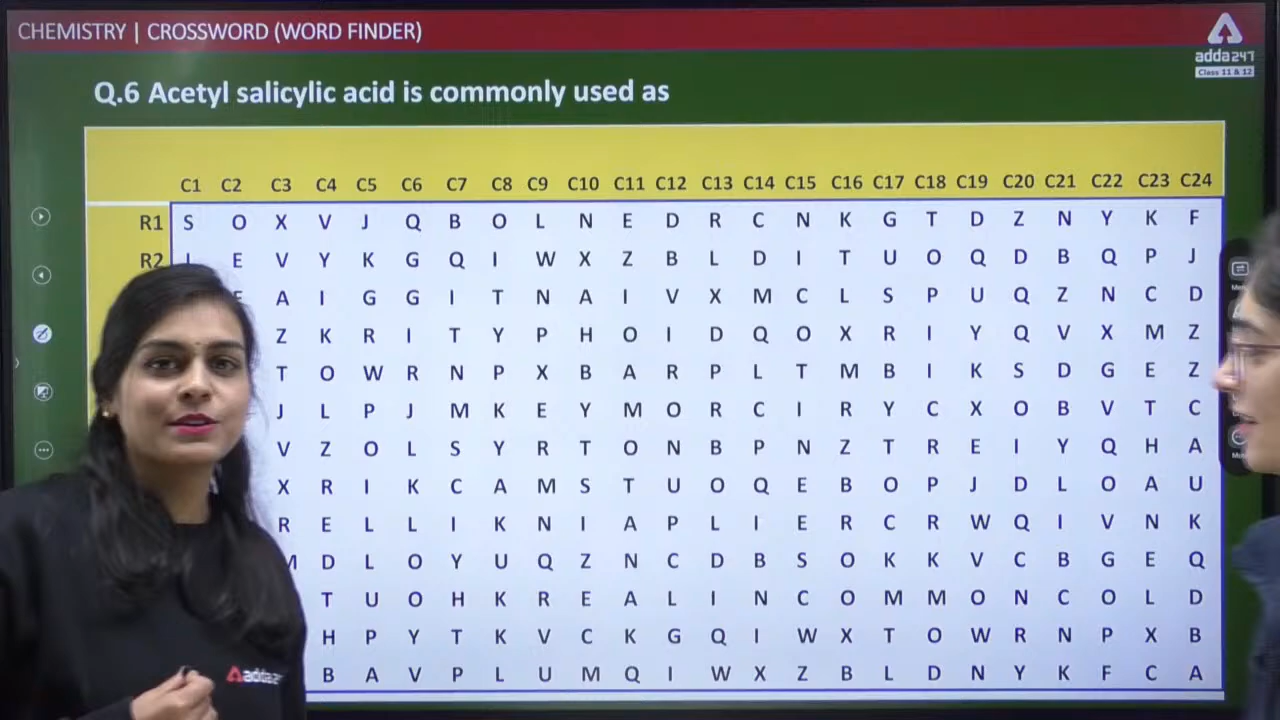 CHEMISTRY | CROSSWORD (WORD FINDER)
adda247
Class 11 & 12
Q.6 Acetyl salicylic acid is commonly used as
C1 C2 C3 C4 C5 C6 C7 C8 C9 C10 C11 C12 C13 C14 C15 C16 C17 C18 C19 C20 C21 C22 C23 C24
R1 S O X V J Q B O L N E D R C N K G T D Z N Y K F
R2 E V Y K G Q I W X Z B L D I T U O Q D B Q P J
A I G G I T N A I V X M C L S P U Q Z N C D
Z K R I T Y P H O I D Q O X R I Y Q V X M Z
T O W R N P X B A R P L T M B I K S D G E Z
J L P J M K E Y M O R C I R Y C X O B V T C
V Z O L S Y R T O N B P N Z T R E I Y Q H A
X R I K C A M S T U O Q E B O P J D L O A U
R E L L I K N I A P L I E R C R W Q I V N K
M D L O Y U Q Z N C D B S O K K V C B G E Q
T U O H K R E A L I N C O M M O N C O L D
H P Y T K V C K G Q I W X T O W R N P X B
B A V P L U M Q I W X Z B L D N Y K F C A
adda247